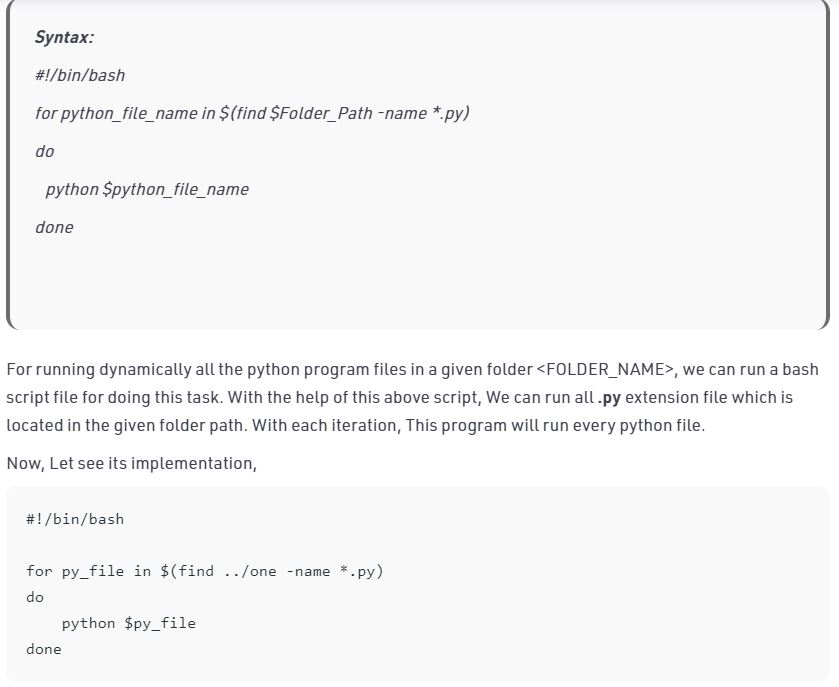 Syntax:
#!/bin/bash
for python_file_name in $(find $Folder_Path -name *.py)
do
python $python_file_name
done
For running dynamically all the python program files in a given folder <FOLDER_NAME>, we can run a bash
script file for doing this task. With the help of this above script, We can run all .py extension file which is
located in the given folder path. With each iteration, This program will run every python file.
Now, Let see its implementation,
#!/bin/bash
for py_file in $(find ../one -name *.py)
do
python $py_file
done